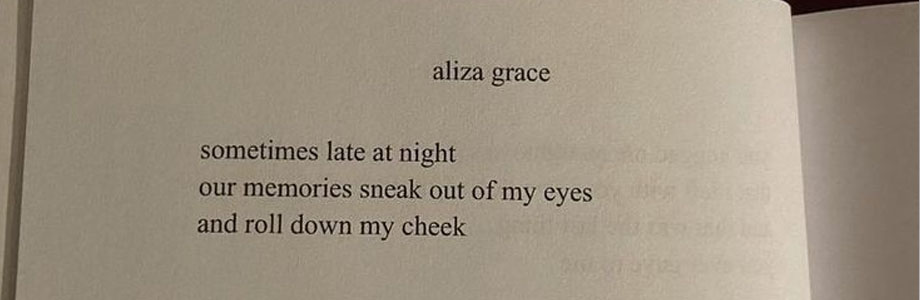 aliza grace
sometimes late at night
our memories sneak out of my eyes
and roll down my cheek